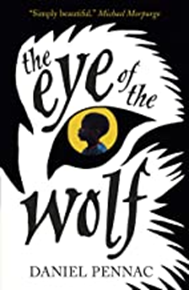 "Simply beautiful," Michael Morpurgo
the
eye of
the
wolf
DANIEL PENNAC